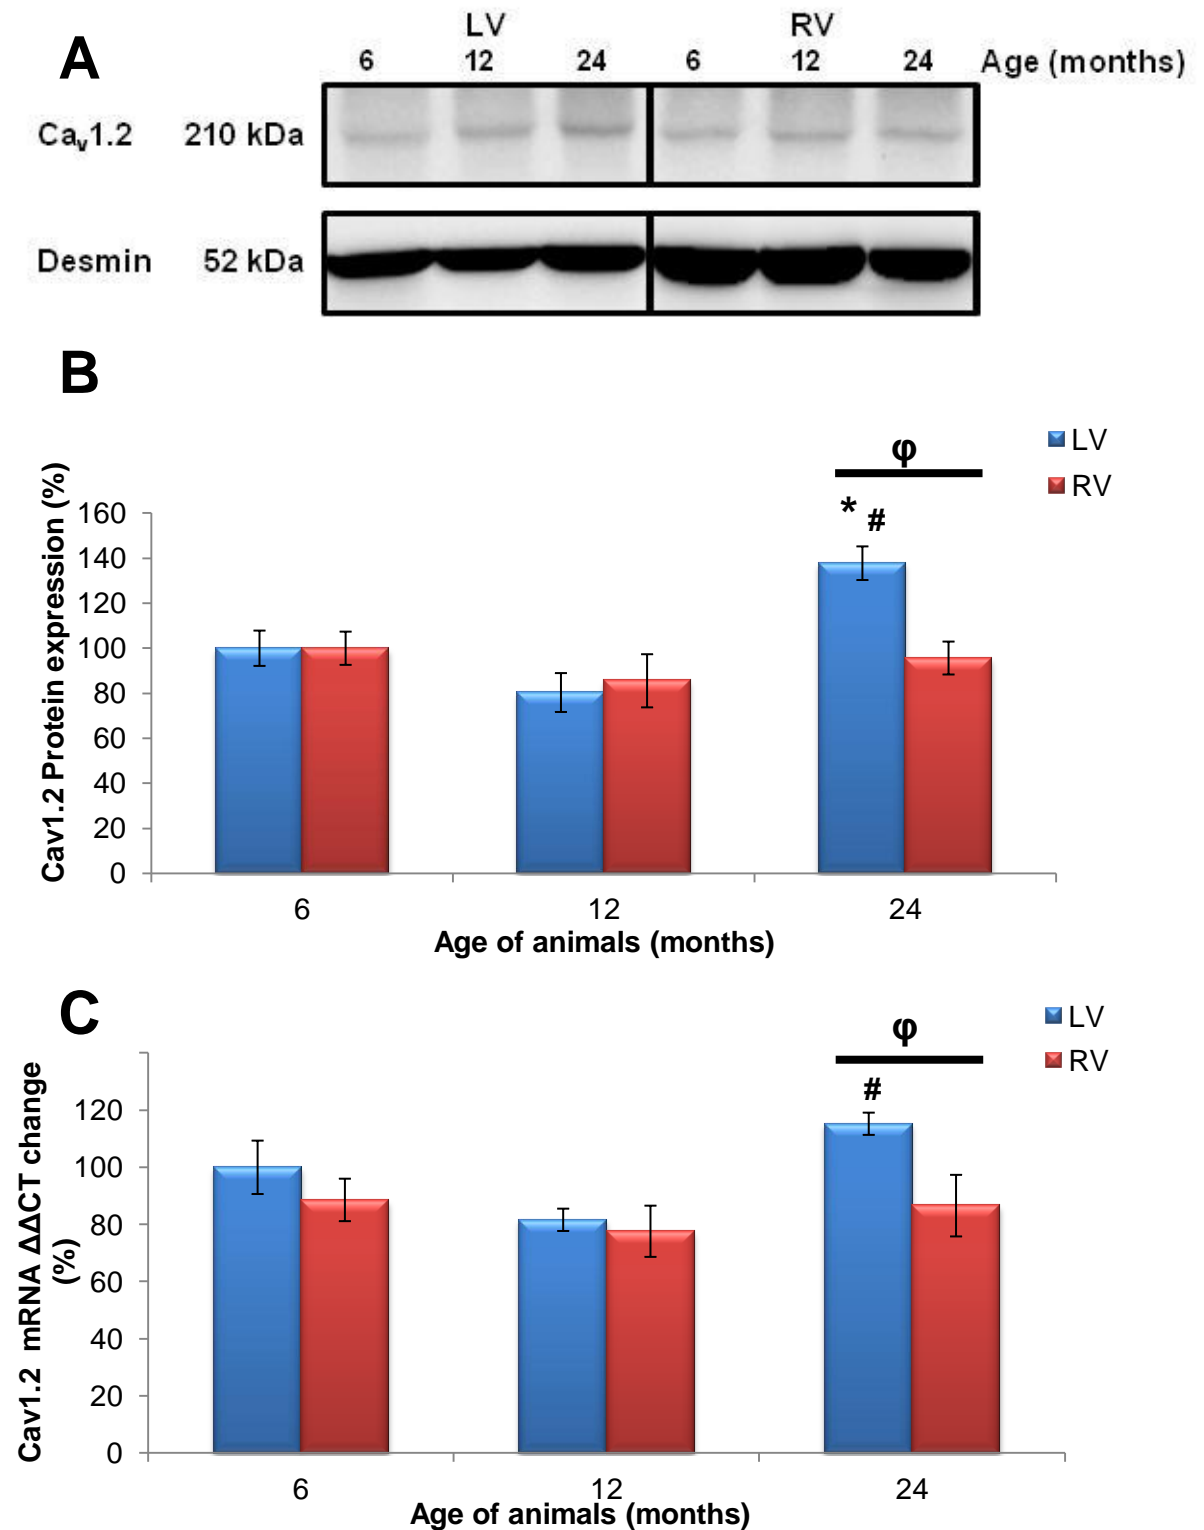 A
LV RV
6 12 24 6 12 24 Age (months)
Cav1.2 210 kDa
Desmin 52 kDa
B
φ
* #
LV
RV
Cav1.2 Protein expression (%)
160
140
120
100
80
60
40
20
0
6 12 24
Age of animals (months)
C
φ
#
LV
RV
Cav1.2 mRNA ΔΔCT change
(%)
120
100
80
60
40
20
0
6 12 24
Age of animals (months)